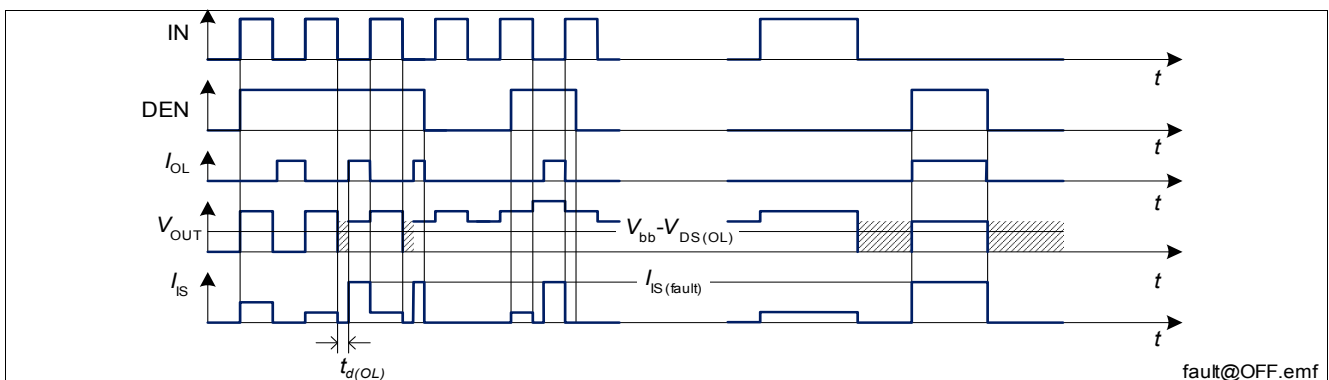 IN
t
DEN
t
I_OL
t
V_OUT
V_bb-V_DS(OL)
t
I_IS
I_IS(fault)
t
t_d(OL)
fault@OFF.emf